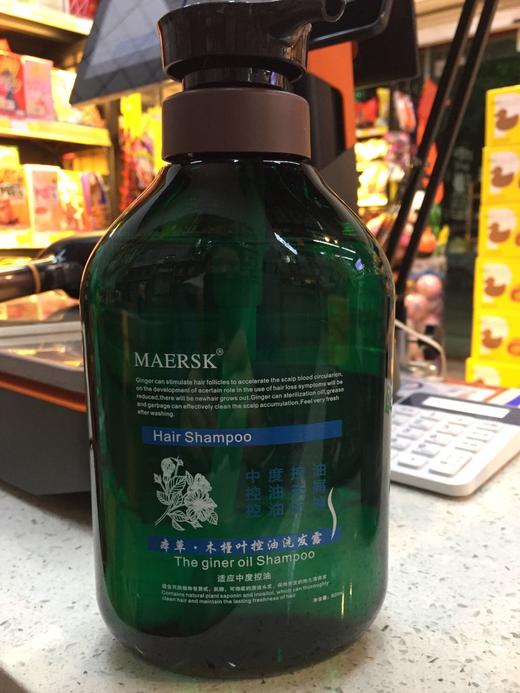 MAERSK®
Ginger can stimulate hair follicles to accelerate the scalp blood circulation,
on the development of acertain role in the use of hair loss symptoms will be
reduced,there will be newhair grows out.Ginger can sterilization oil,grease
and garbage can effectively clean the scalp accumulation.Feel very fresh
after washing.
Hair Shampoo
中度控油
控油
控油
本草·木槿叶控油洗发露
The giner oil Shampoo
适应中度控油
Contains natural plant saponin and inositol, which can thoroughly
clean hair and maintain the lasting freshness of hair